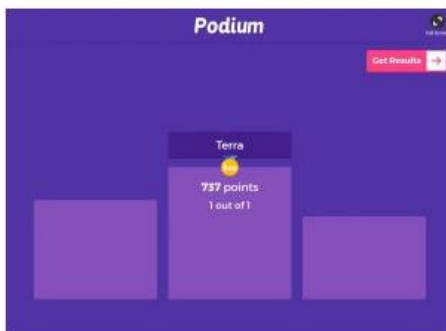 Podium
Get Results
Terra
737 points
1 out of 1